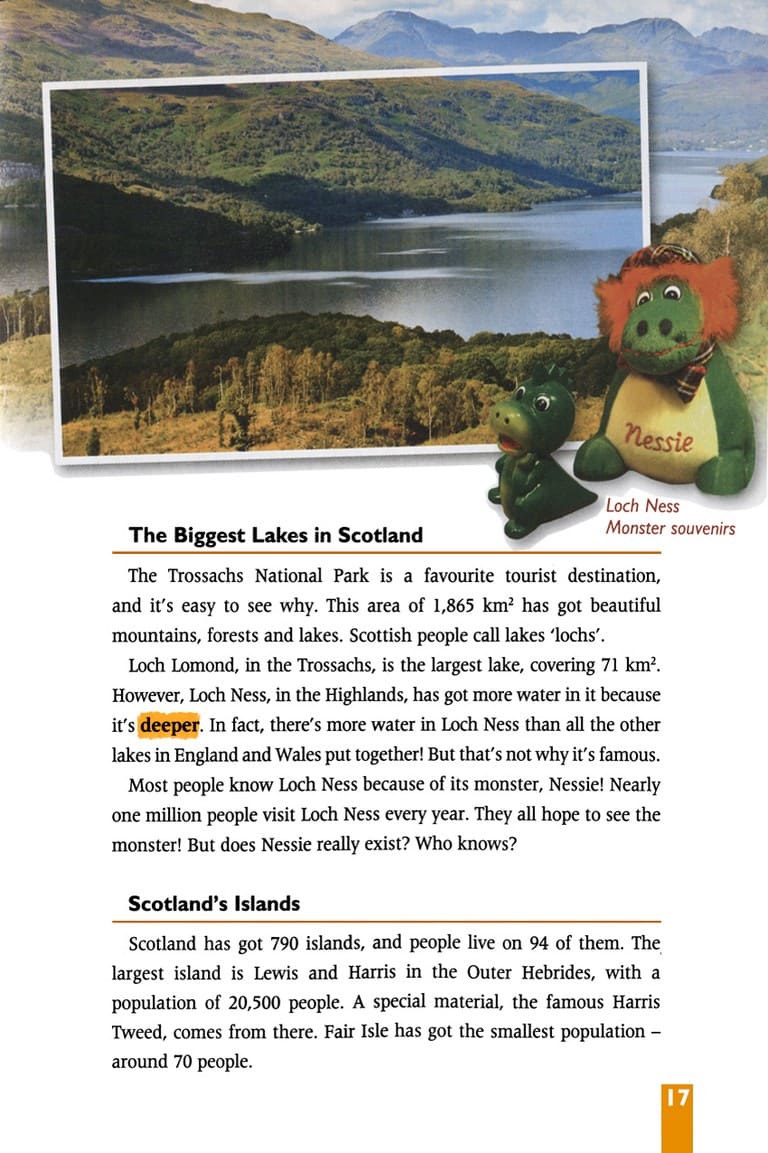 Nessie
Loch Ness
Monster souvenirs
The Biggest Lakes in Scotland
The Trossachs National Park is a favourite tourist destination,
and it’s easy to see why. This area of 1,865 km² has got beautiful
mountains, forests and lakes. Scottish people call lakes ‘lochs’.
Loch Lomond, in the Trossachs, is the largest lake, covering 71 km².
However, Loch Ness, in the Highlands, has got more water in it because
it’s deeper. In fact, there’s more water in Loch Ness than all the other
lakes in England and Wales put together! But that’s not why it’s famous.
Most people know Loch Ness because of its monster, Nessie! Nearly
one million people visit Loch Ness every year. They all hope to see the
monster! But does Nessie really exist? Who knows?
Scotland’s Islands
Scotland has got 790 islands, and people live on 94 of them. The
largest island is Lewis and Harris in the Outer Hebrides, with a
population of 20,500 people. A special material, the famous Harris
Tweed, comes from there. Fair Isle has got the smallest population –
around 70 people.
17